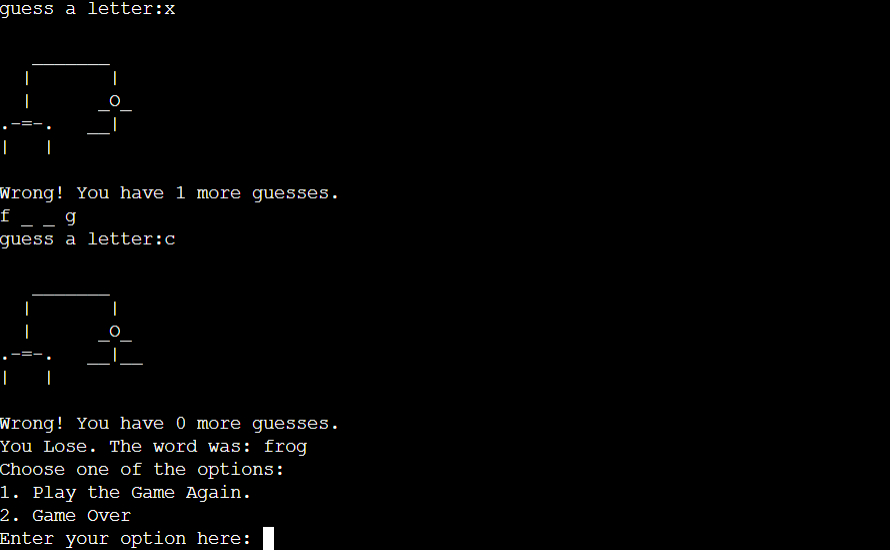 guess a letter:x
   _______
  |       |
  |      _O_
.-=-.   __|
|   |
Wrong! You have 1 more guesses.
f _ _ g
guess a letter:c
   _______
  |       |
  |      _O_
.-=-.   __|__
|   |
Wrong! You have 0 more guesses.
You Lose. The word was: frog
Choose one of the options:
1. Play the Game Again.
2. Game Over
Enter your option here: